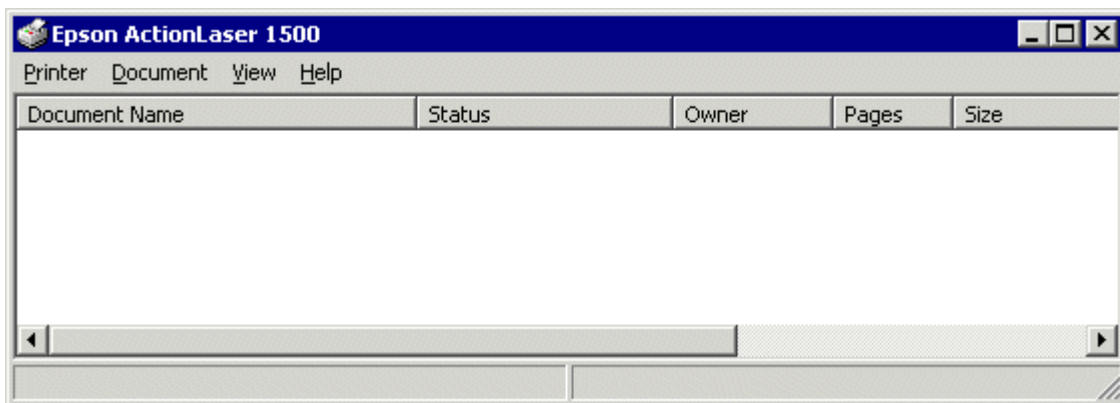 Epson ActionLaser 1500
Printer Document View Help
Document Name Status Owner Pages Size